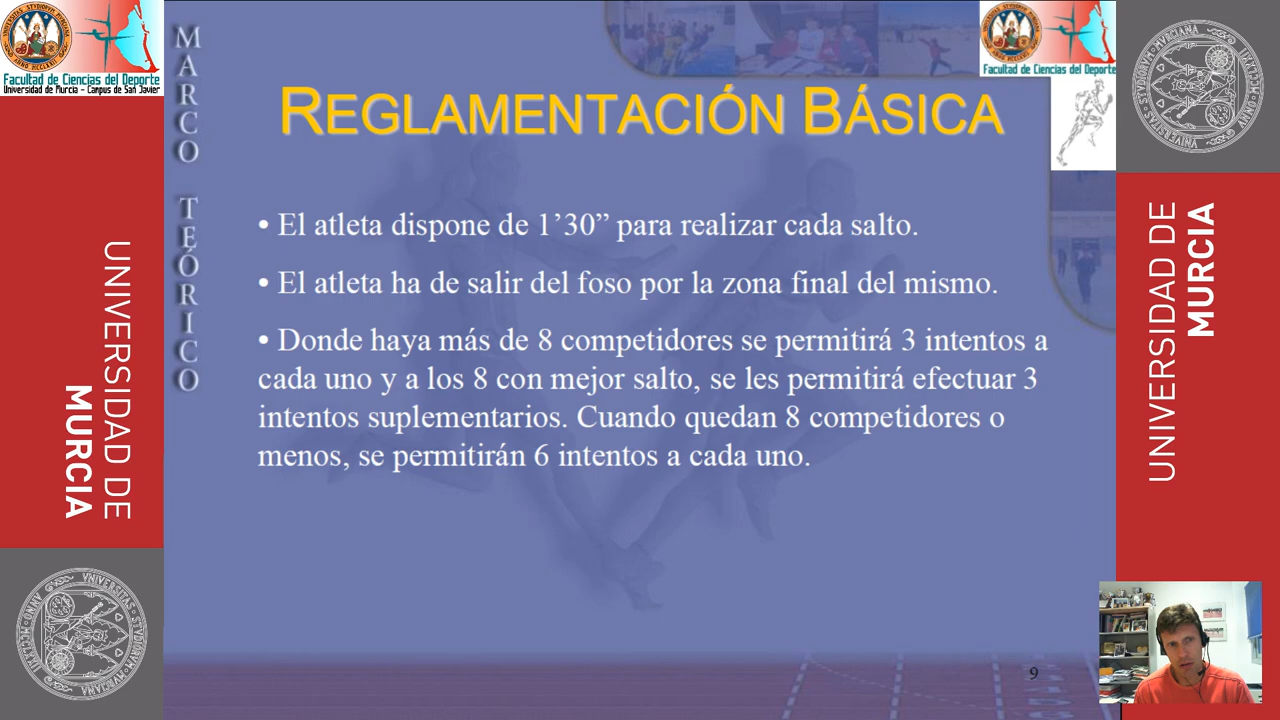 Facultad de Ciencias del Deporte
Universidad de Murcia - Campus de San Javier
MARCO TEÓRICO
REGLAMENTACIÓN BÁSICA
Facultad de Ciencias del Deporte
• El atleta dispone de 1’30” para realizar cada salto.
• El atleta ha de salir del foso por la zona final del mismo.
• Donde haya más de 8 competidores se permitirá 3 intentos a
cada uno y a los 8 con mejor salto, se les permitirá efectuar 3
intentos suplementarios. Cuando quedan 8 competidores o
menos, se permitirán 6 intentos a cada uno.
9
UNIVERSIDAD DE
MURCIA
UNIVERSIDAD DE
MURCIA